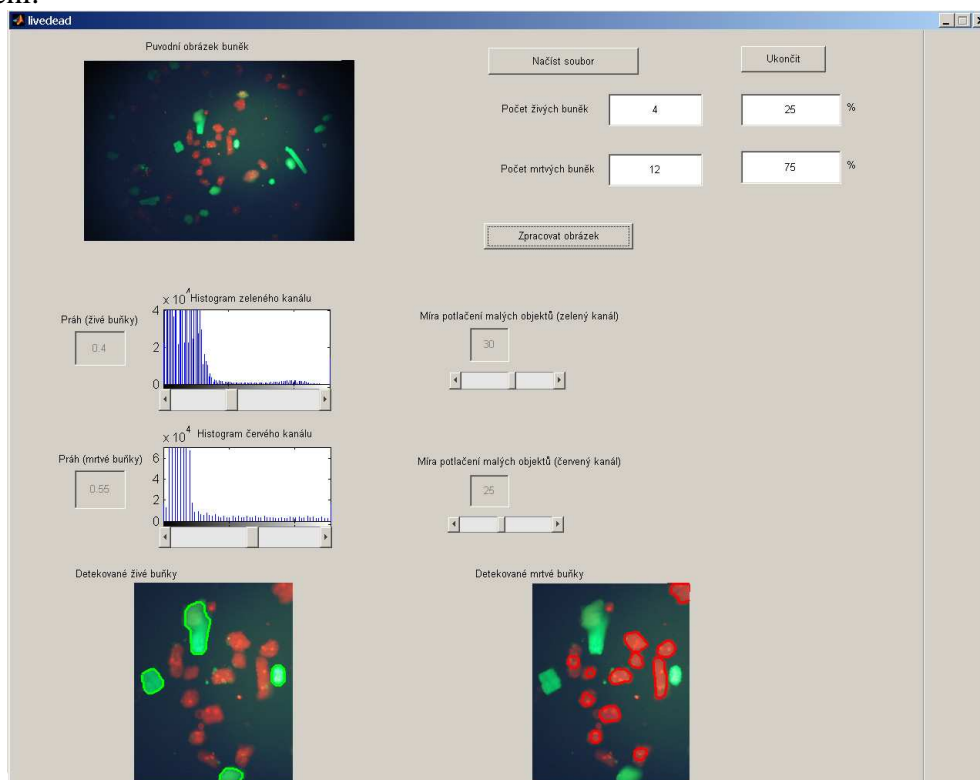 livedead
Puvodní obrázek buněk
Načíst soubor
Ukončit
Počet živých buněk 4 25 %
Počet mrtvých buněk 12 75 %
Zpracovat obrázek
x 10 4 Histogram zeleného kanálu
Práh (živé buňky)
0.4
4
2
0
Míra potlačení malých objektů (zelený kanál)
30
x 10 4 Histogram červého kanálu
Práh (mrtvé buňky)
0.55
6
4
2
0
Míra potlačení malých objektů (červený kanál)
25
Detekované živé buňky
Detekované mrtvé buňky